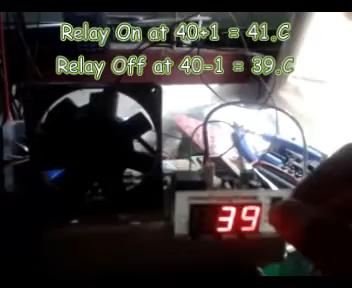 Relay On at 40+1 = 41.C
Relay Off at 40-1 = 39.C
39